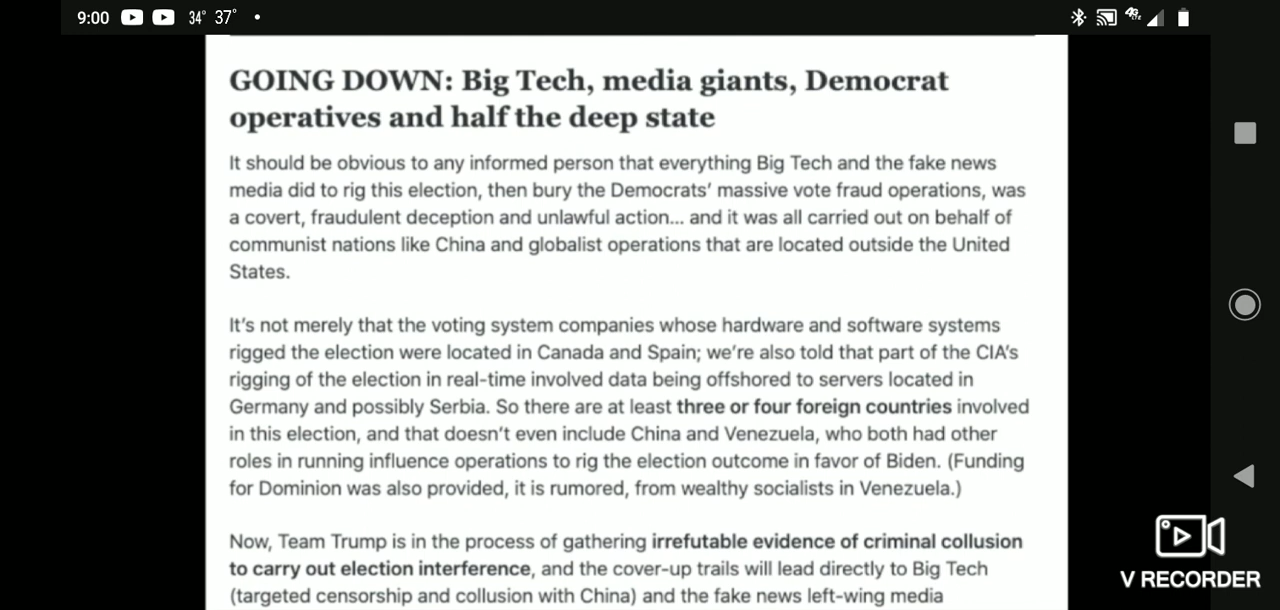 9:00 34° 37° •
4G LTE
GOING DOWN: Big Tech, media giants, Democrat
operatives and half the deep state
It should be obvious to any informed person that everything Big Tech and the fake news
media did to rig this election, then bury the Democrats’ massive vote fraud operations, was
a covert, fraudulent deception and unlawful action... and it was all carried out on behalf of
communist nations like China and globalist operations that are located outside the United
States.
It’s not merely that the voting system companies whose hardware and software systems
rigged the election were located in Canada and Spain; we’re also told that part of the CIA’s
rigging of the election in real-time involved data being offshored to servers located in
Germany and possibly Serbia. So there are at least three or four foreign countries involved
in this election, and that doesn’t even include China and Venezuela, who both had other
roles in running influence operations to rig the election outcome in favor of Biden. (Funding
for Dominion was also provided, it is rumored, from wealthy socialists in Venezuela.)
Now, Team Trump is in the process of gathering irrefutable evidence of criminal collusion
to carry out election interference, and the cover-up trails will lead directly to Big Tech
(targeted censorship and collusion with China) and the fake news left-wing media
V RECORDER